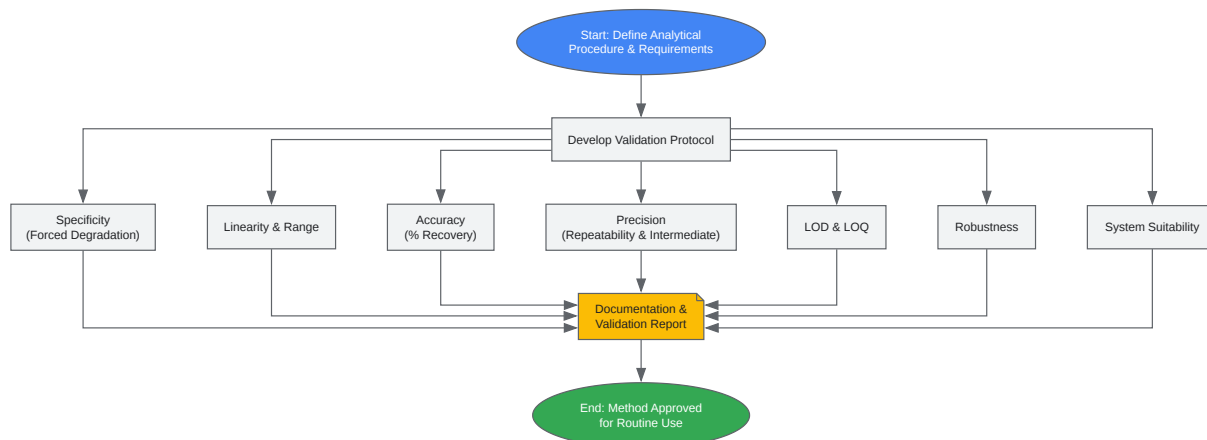 Start: Define Analytical
Procedure & Requirements
Develop Validation Protocol
Specificity
(Forced Degradation)
Linearity & Range
Accuracy
(% Recovery)
Precision
(Repeatability & Intermediate)
LOD & LOQ
Robustness
System Suitability
Documentation &
Validation Report
End: Method Approved
for Routine Use